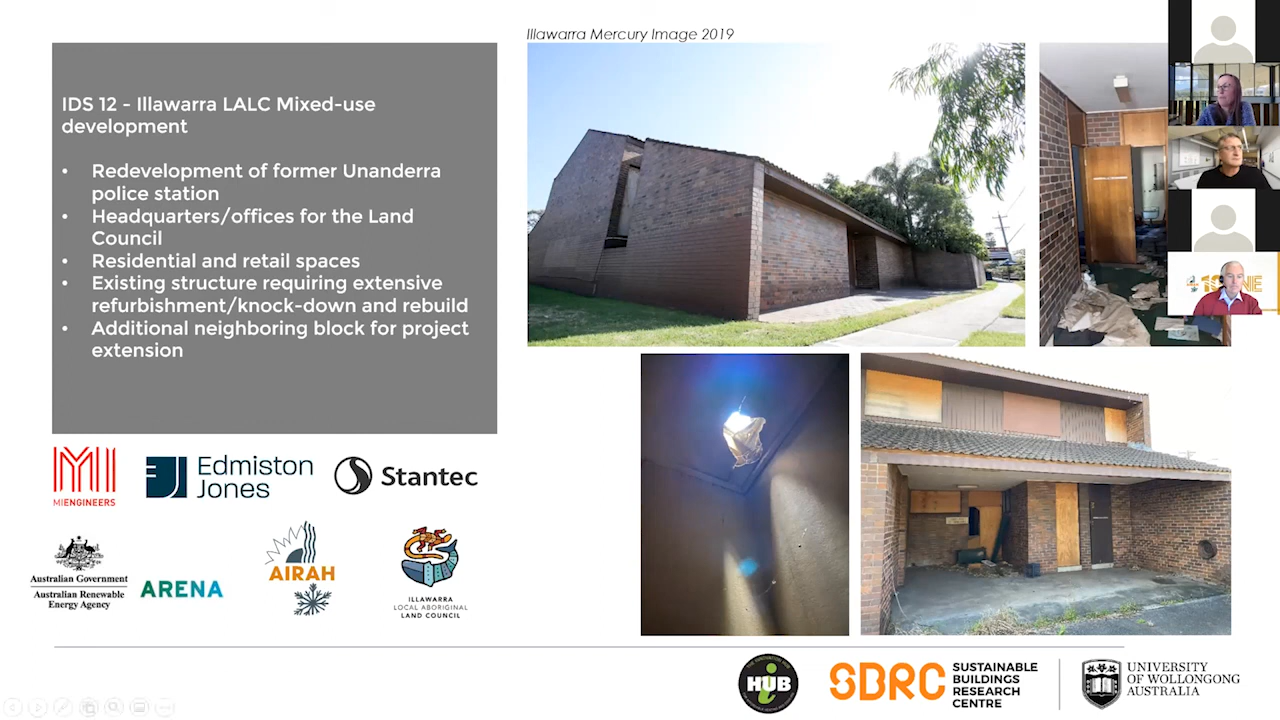 Illawarra Mercury Image 2019
IDS 12 - Illawarra LALC Mixed-use
development
• Redevelopment of former Unanderra
police station
• Headquarters/offices for the Land
Council
• Residential and retail spaces
• Existing structure requiring extensive
refurbishment/knock-down and rebuild
• Additional neighboring block for project
extension
MIENGINEERS
Edmiston
Jones
Stantec
Australian Government
Australian Renewable
Energy Agency
ARENA
AIRAH
ILLAWARRA
LOCAL ABORIGINAL
LAND COUNCIL
iHUB
SBRC
SUSTAINABLE
BUILDINGS
RESEARCH
CENTRE
UNIVERSITY
OF WOLLONGONG
AUSTRALIA